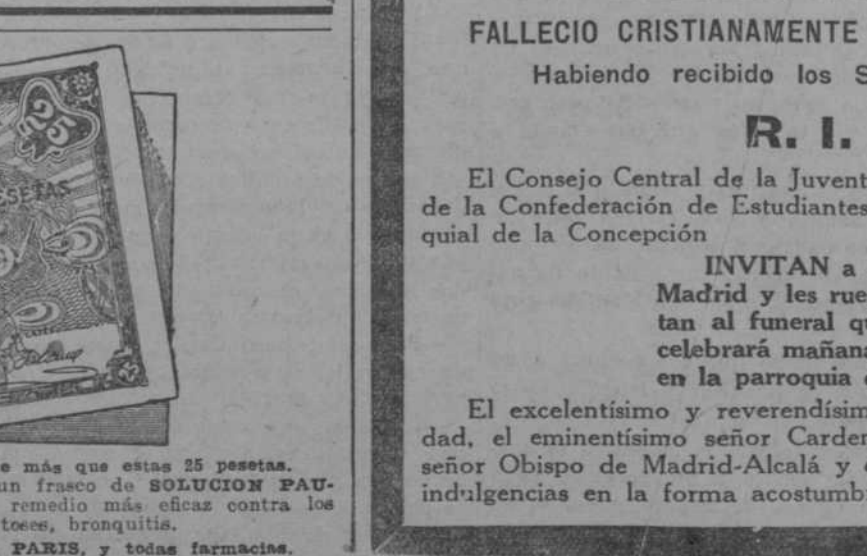 25
ESETAS
e más que estas 25 pesetas.
un frasco de SOLUCION PAU-
remedio más eficaz contra los
toses, bronquitis.
PARIS, y todas farmacias.
FALLECIO CRISTIANAMENTE
Habiendo recibido los S
R. I.
El Consejo Central de la Juvent
de la Confederación de Estudiantes
quial de la Concepción
INVITAN a
Madrid y les rue
tan al funeral qu
celebrará mañana
en la parroquia
El excelentísimo y reverendísim
dad, el eminentísimo señor Carden
señor Obispo de Madrid-Alcalá y
indulgencias en la forma acostumb